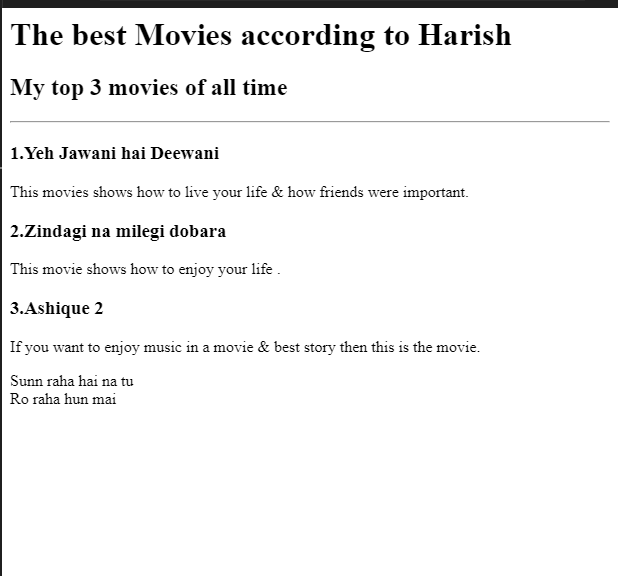 The best Movies according to Harish
My top 3 movies of all time
1.Yeh Jawani hai Deewani
This movies shows how to live your life & how friends were important.
2.Zindagi na milegi dobara
This movie shows how to enjoy your life .
3.Ashique 2
If you want to enjoy music in a movie & best story then this is the movie.
Sunn raha hai na tu
Ro raha hun mai